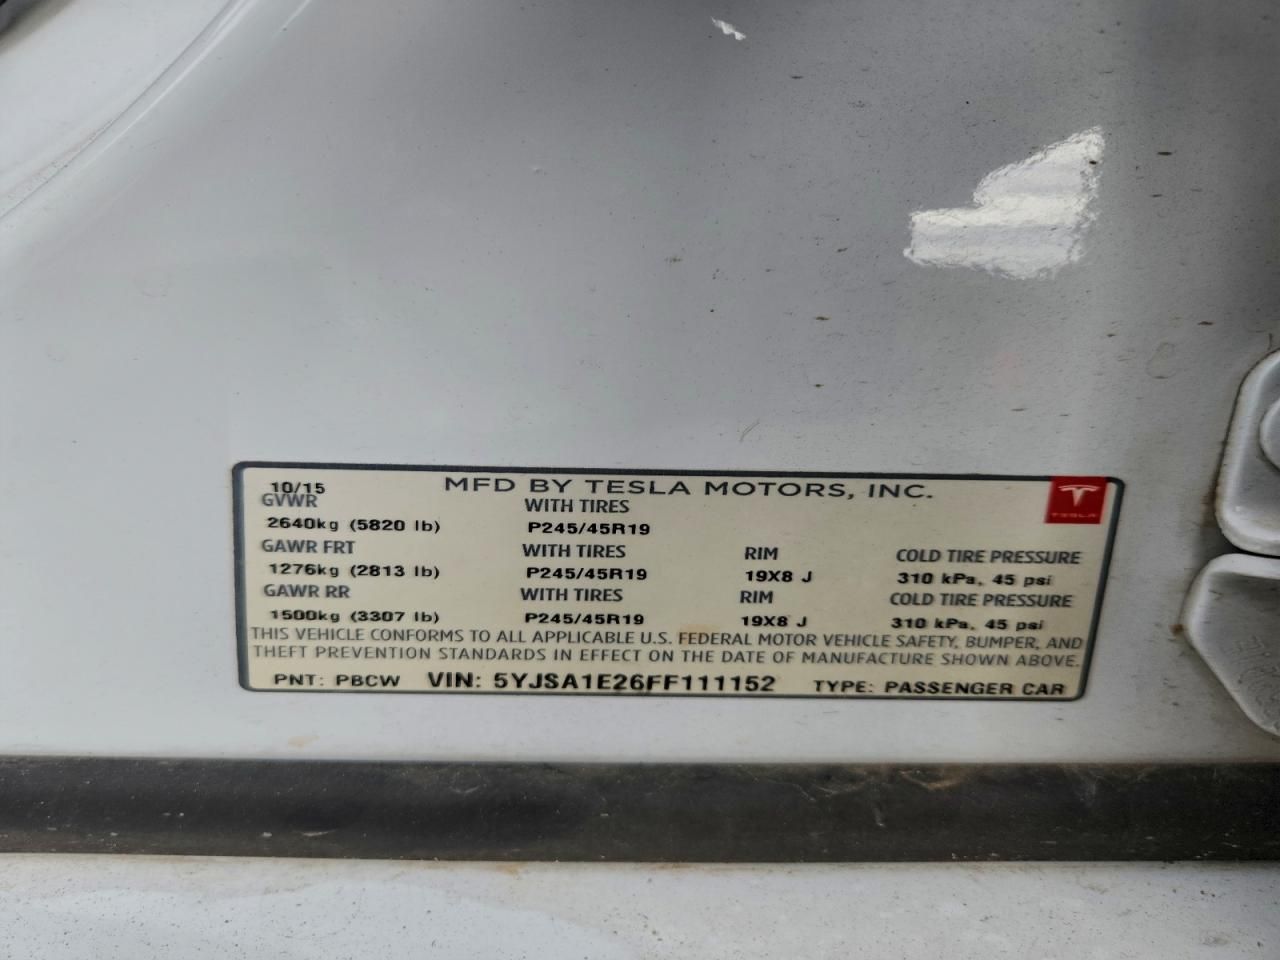 10/15 MFD BY TESLA MOTORS, INC.
GVWR WITH TIRES TESLA
2640kg (5820 lb) P245/45R19
GAWR FRT WITH TIRES RIM COLD TIRE PRESSURE
1276kg (2813 lb) P245/45R19 19X8 J 310 kPa, 45 psi
GAWR RR WITH TIRES RIM COLD TIRE PRESSURE
1500kg (3307 lb) P245/45R19 19X8 J 310 kPa, 45 psi
THIS VEHICLE CONFORMS TO ALL APPLICABLE U.S. FEDERAL MOTOR VEHICLE SAFETY, BUMPER, AND
THEFT PREVENTION STANDARDS IN EFFECT ON THE DATE OF MANUFACTURE SHOWN ABOVE.
PNT: PBCW VIN: 5YJSA1E26FF111152 TYPE: PASSENGER CAR